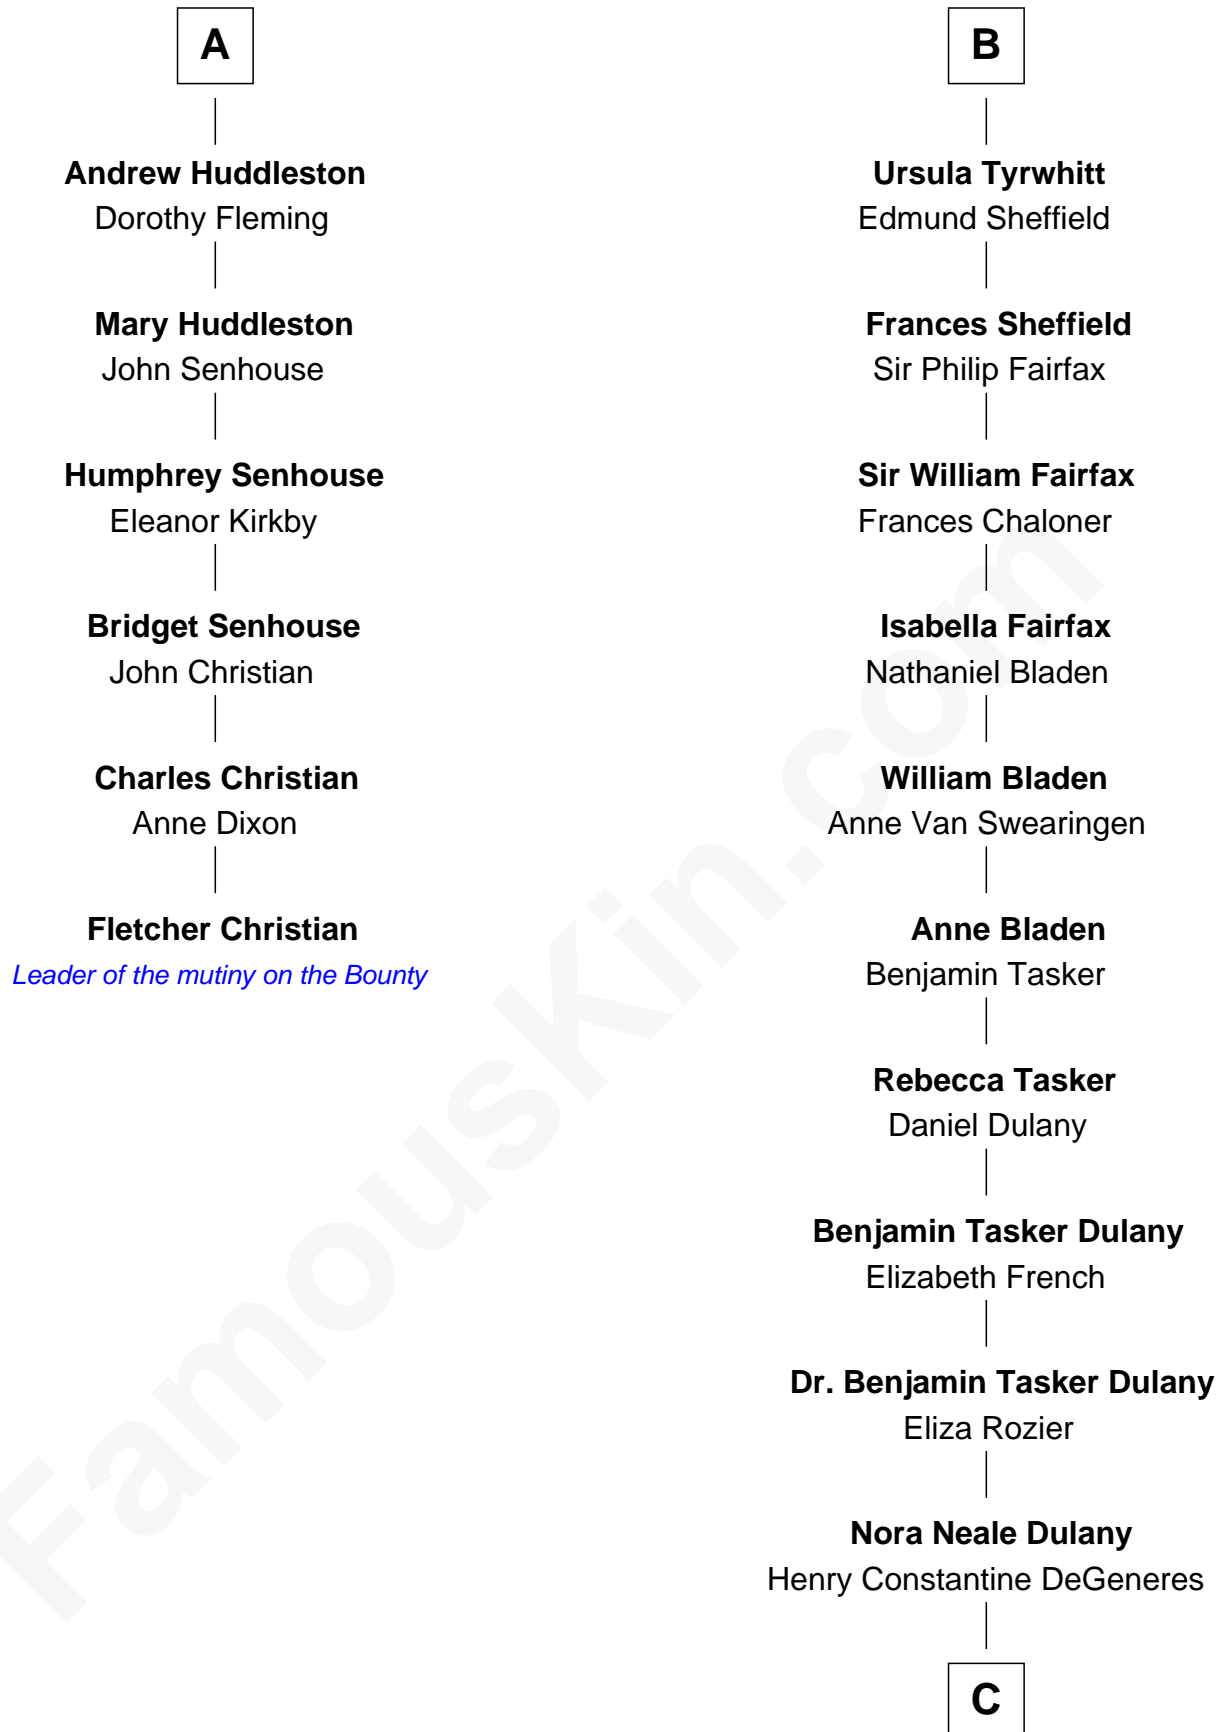 A
Andrew Huddleston
Dorothy Fleming
Mary Huddleston
John Senhouse
Humphrey Senhouse
Eleanor Kirkby
Bridget Senhouse
John Christian
Charles Christian
Anne Dixon
Fletcher Christian
Leader of the mutiny on the Bounty
B
Ursula Tyrwhitt
Edmund Sheffield
Frances Sheffield
Sir Philip Fairfax
Sir William Fairfax
Frances Chaloner
Isabella Fairfax
Nathaniel Bladen
William Bladen
Anne Van Swearingen
Anne Bladen
Benjamin Tasker
Rebecca Tasker
Daniel Dulany
Benjamin Tasker Dulany
Elizabeth French
Dr. Benjamin Tasker Dulany
Eliza Rozier
Nora Neale Dulany
Henry Constantine DeGeneres
C
FamousKin.com